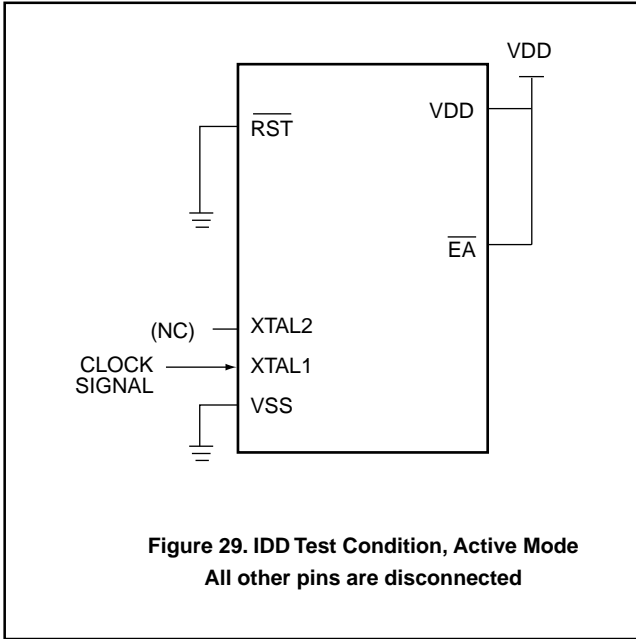 VDD
VDD
RST
EA
(NC)
XTAL2
CLOCK
SIGNAL
XTAL1
VSS
Figure 29. IDD Test Condition, Active Mode
All other pins are disconnected